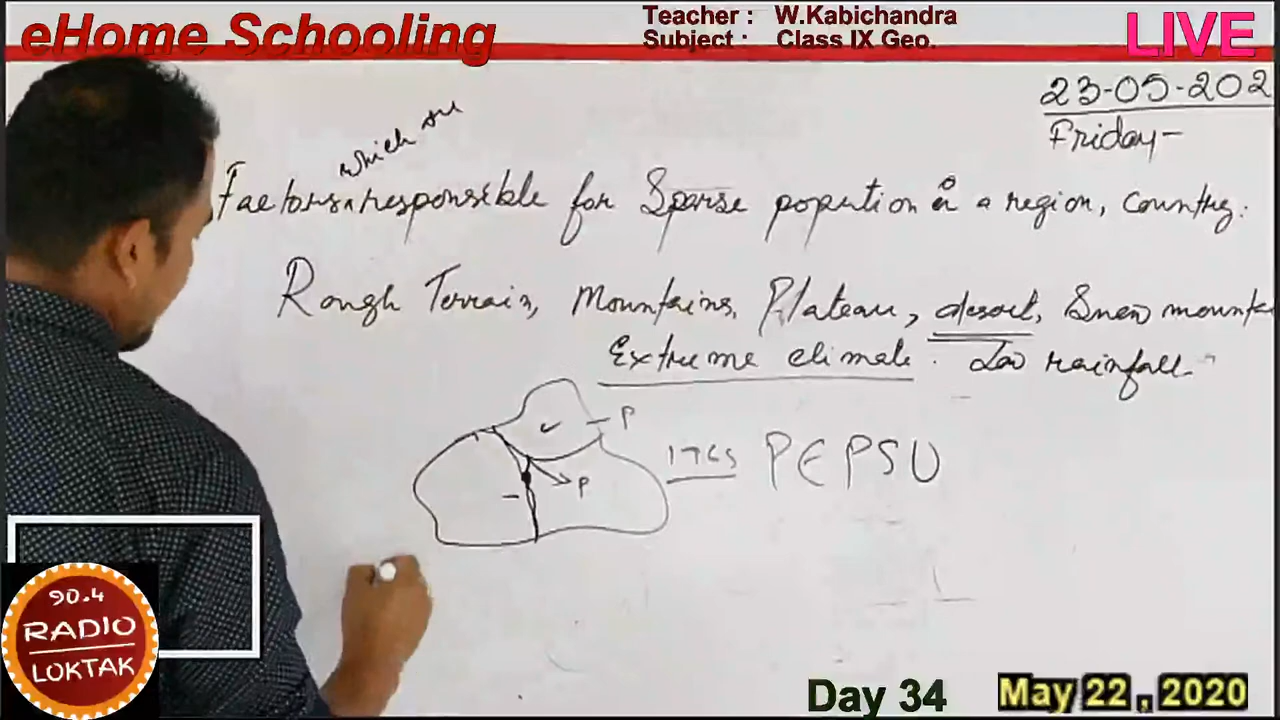 eHome Schooling
Teacher : W.Kabichandra
Subject : Class IX Geo.
LIVE
23-05-202
Friday-
which are
Factors responsible for Sparse popution in a region, Country.
Rough Terrain, Mountains, Plateau, desert, Snow mountai
Extreme climate. Low rainfall.
P
P
1765 PEPSU
90.4
RADIO
LOKTAK
Day 34
May 22, 2020